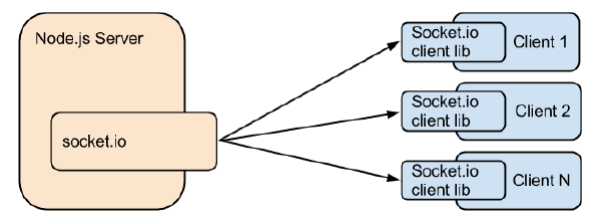 Node.js Server
socket.io
Socket.io
client lib
Client 1
Socket.io
client lib
Client 2
Socket.io
client lib
Client N